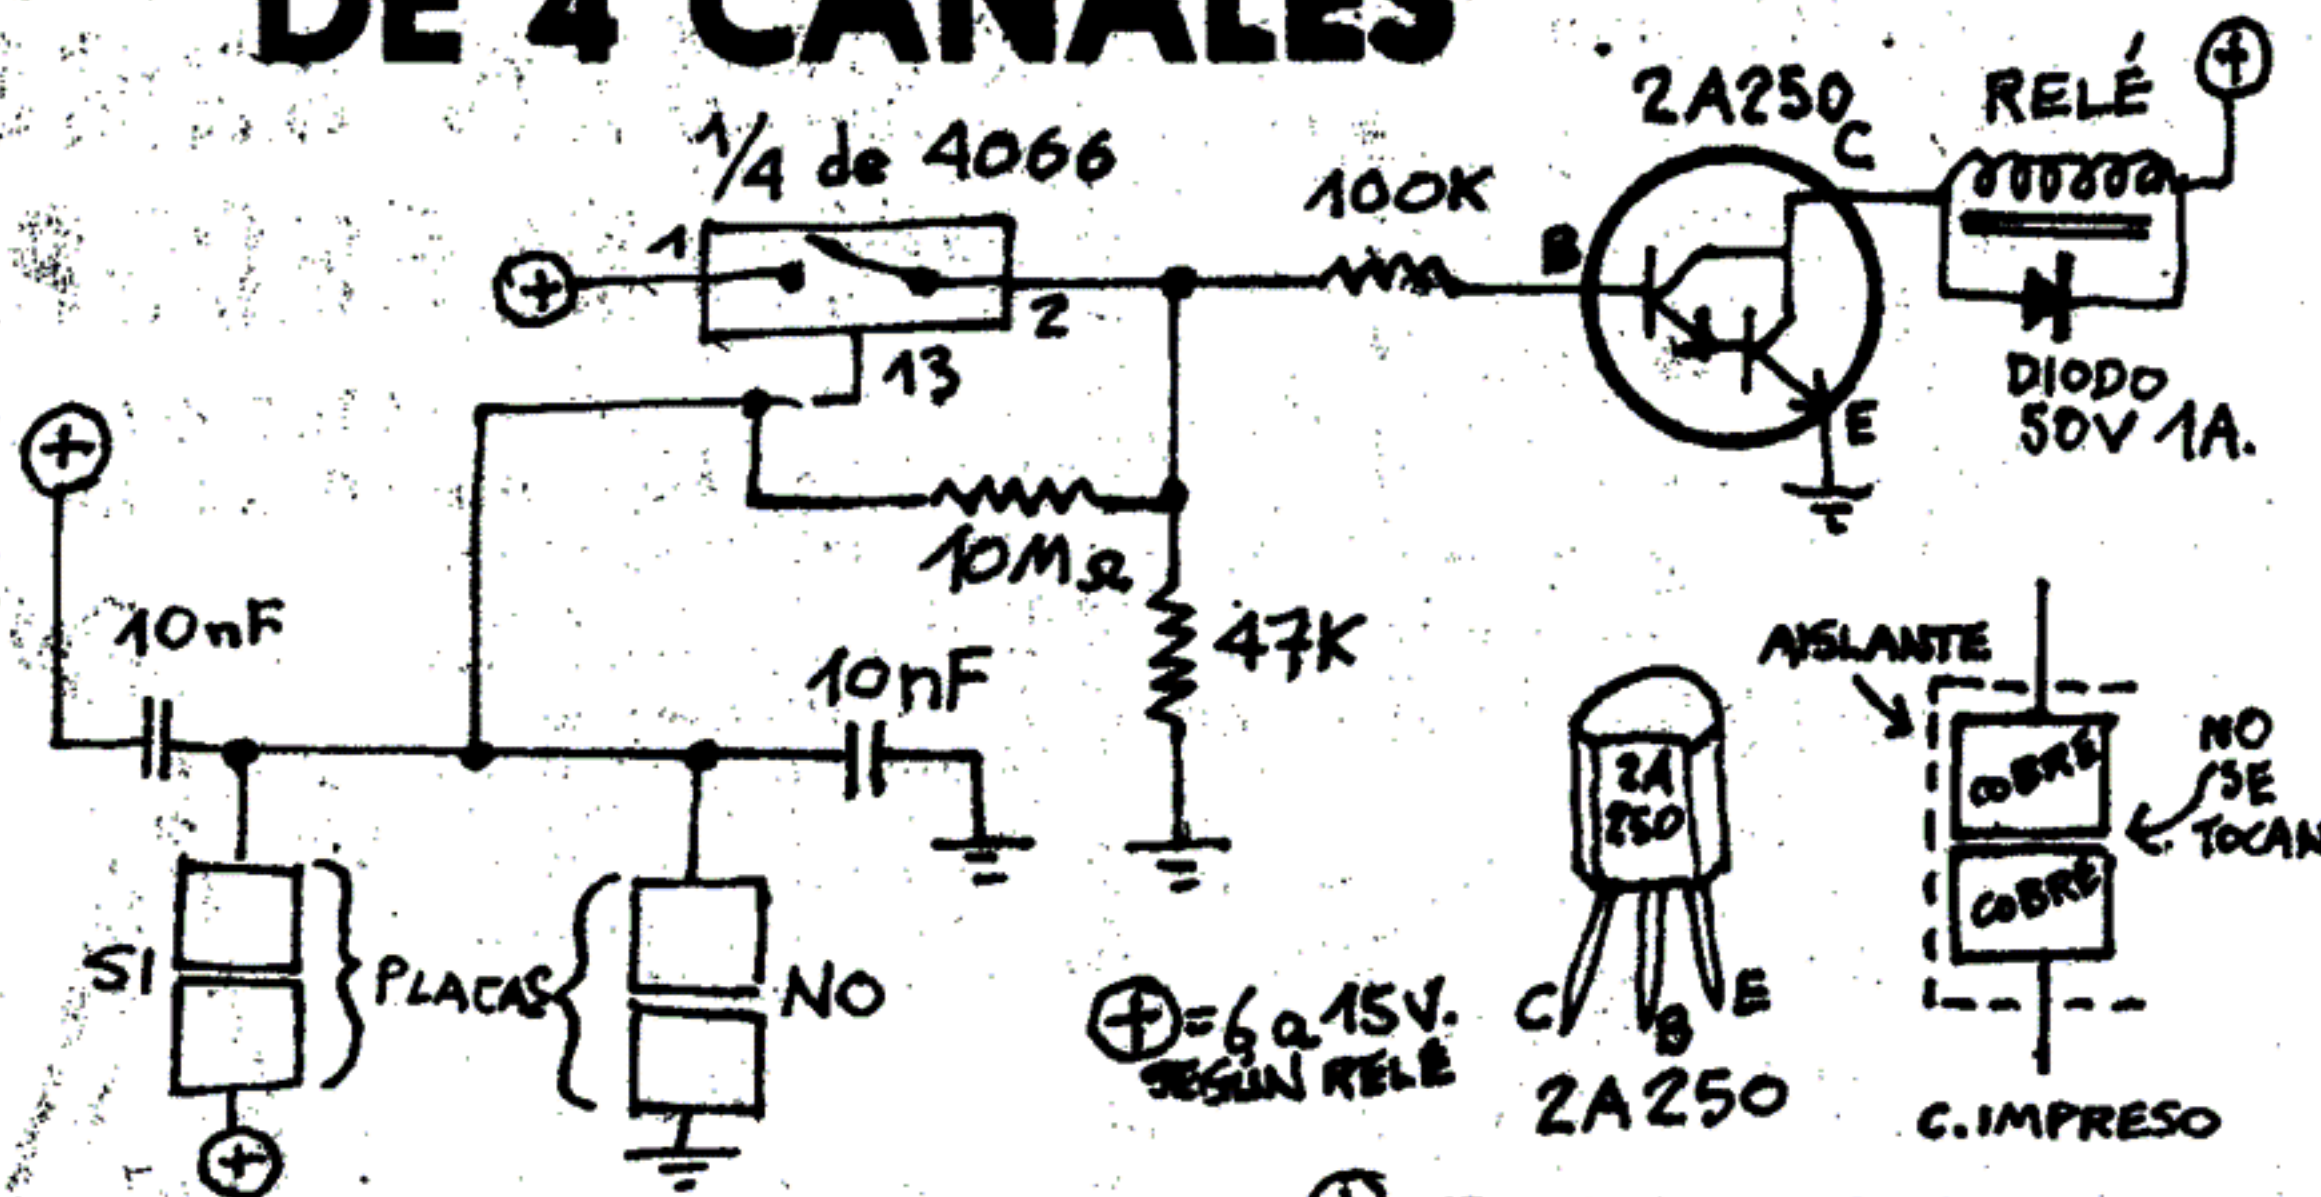 DE 4 CANALES
1/4 de 4066
1
2
13
100K
2A250
C
B
E
RELÉ
+
DIODO
50V 1A.
+
+
10MΩ
47K
10nF
10nF
SI
PLACAS
NO
+
+=6 a 15V.
SEGÚN RELÉ
2A
250
C
B
E
2A250
AISLANTE
COBRE
COBRE
NO
SE
TOCAN
C.IMPRESO